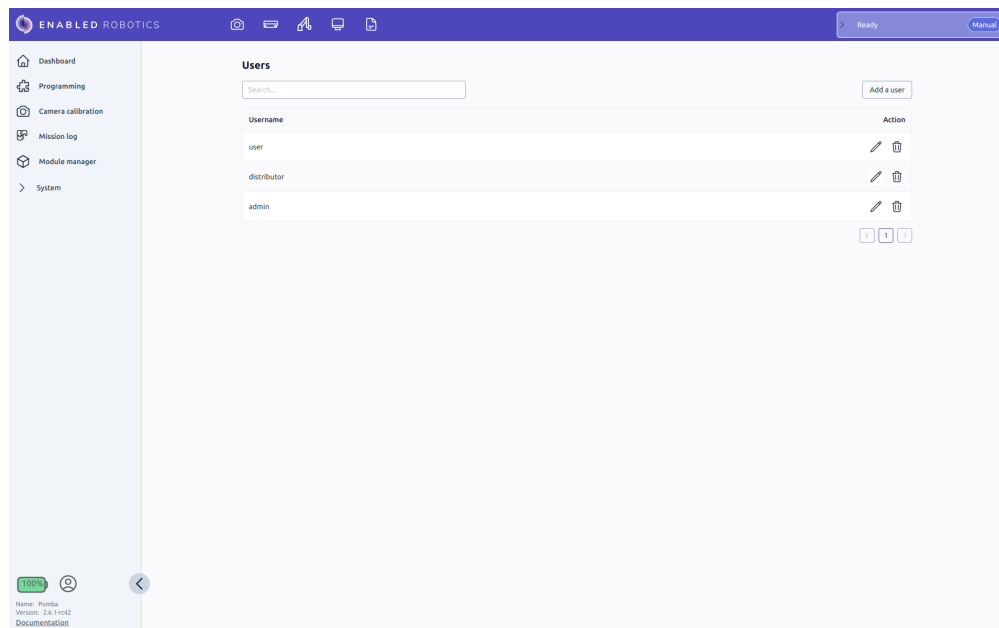 ENABLED ROBOTICS
Ready
Manual
Dashboard
Programming
Camera calibration
Mission log
Module manager
System
Users
Search...
Add a user
Username
Action
user
distributor
admin
1
100%
Name: Pumba
Version: 2.6.1-rc42
Documentation